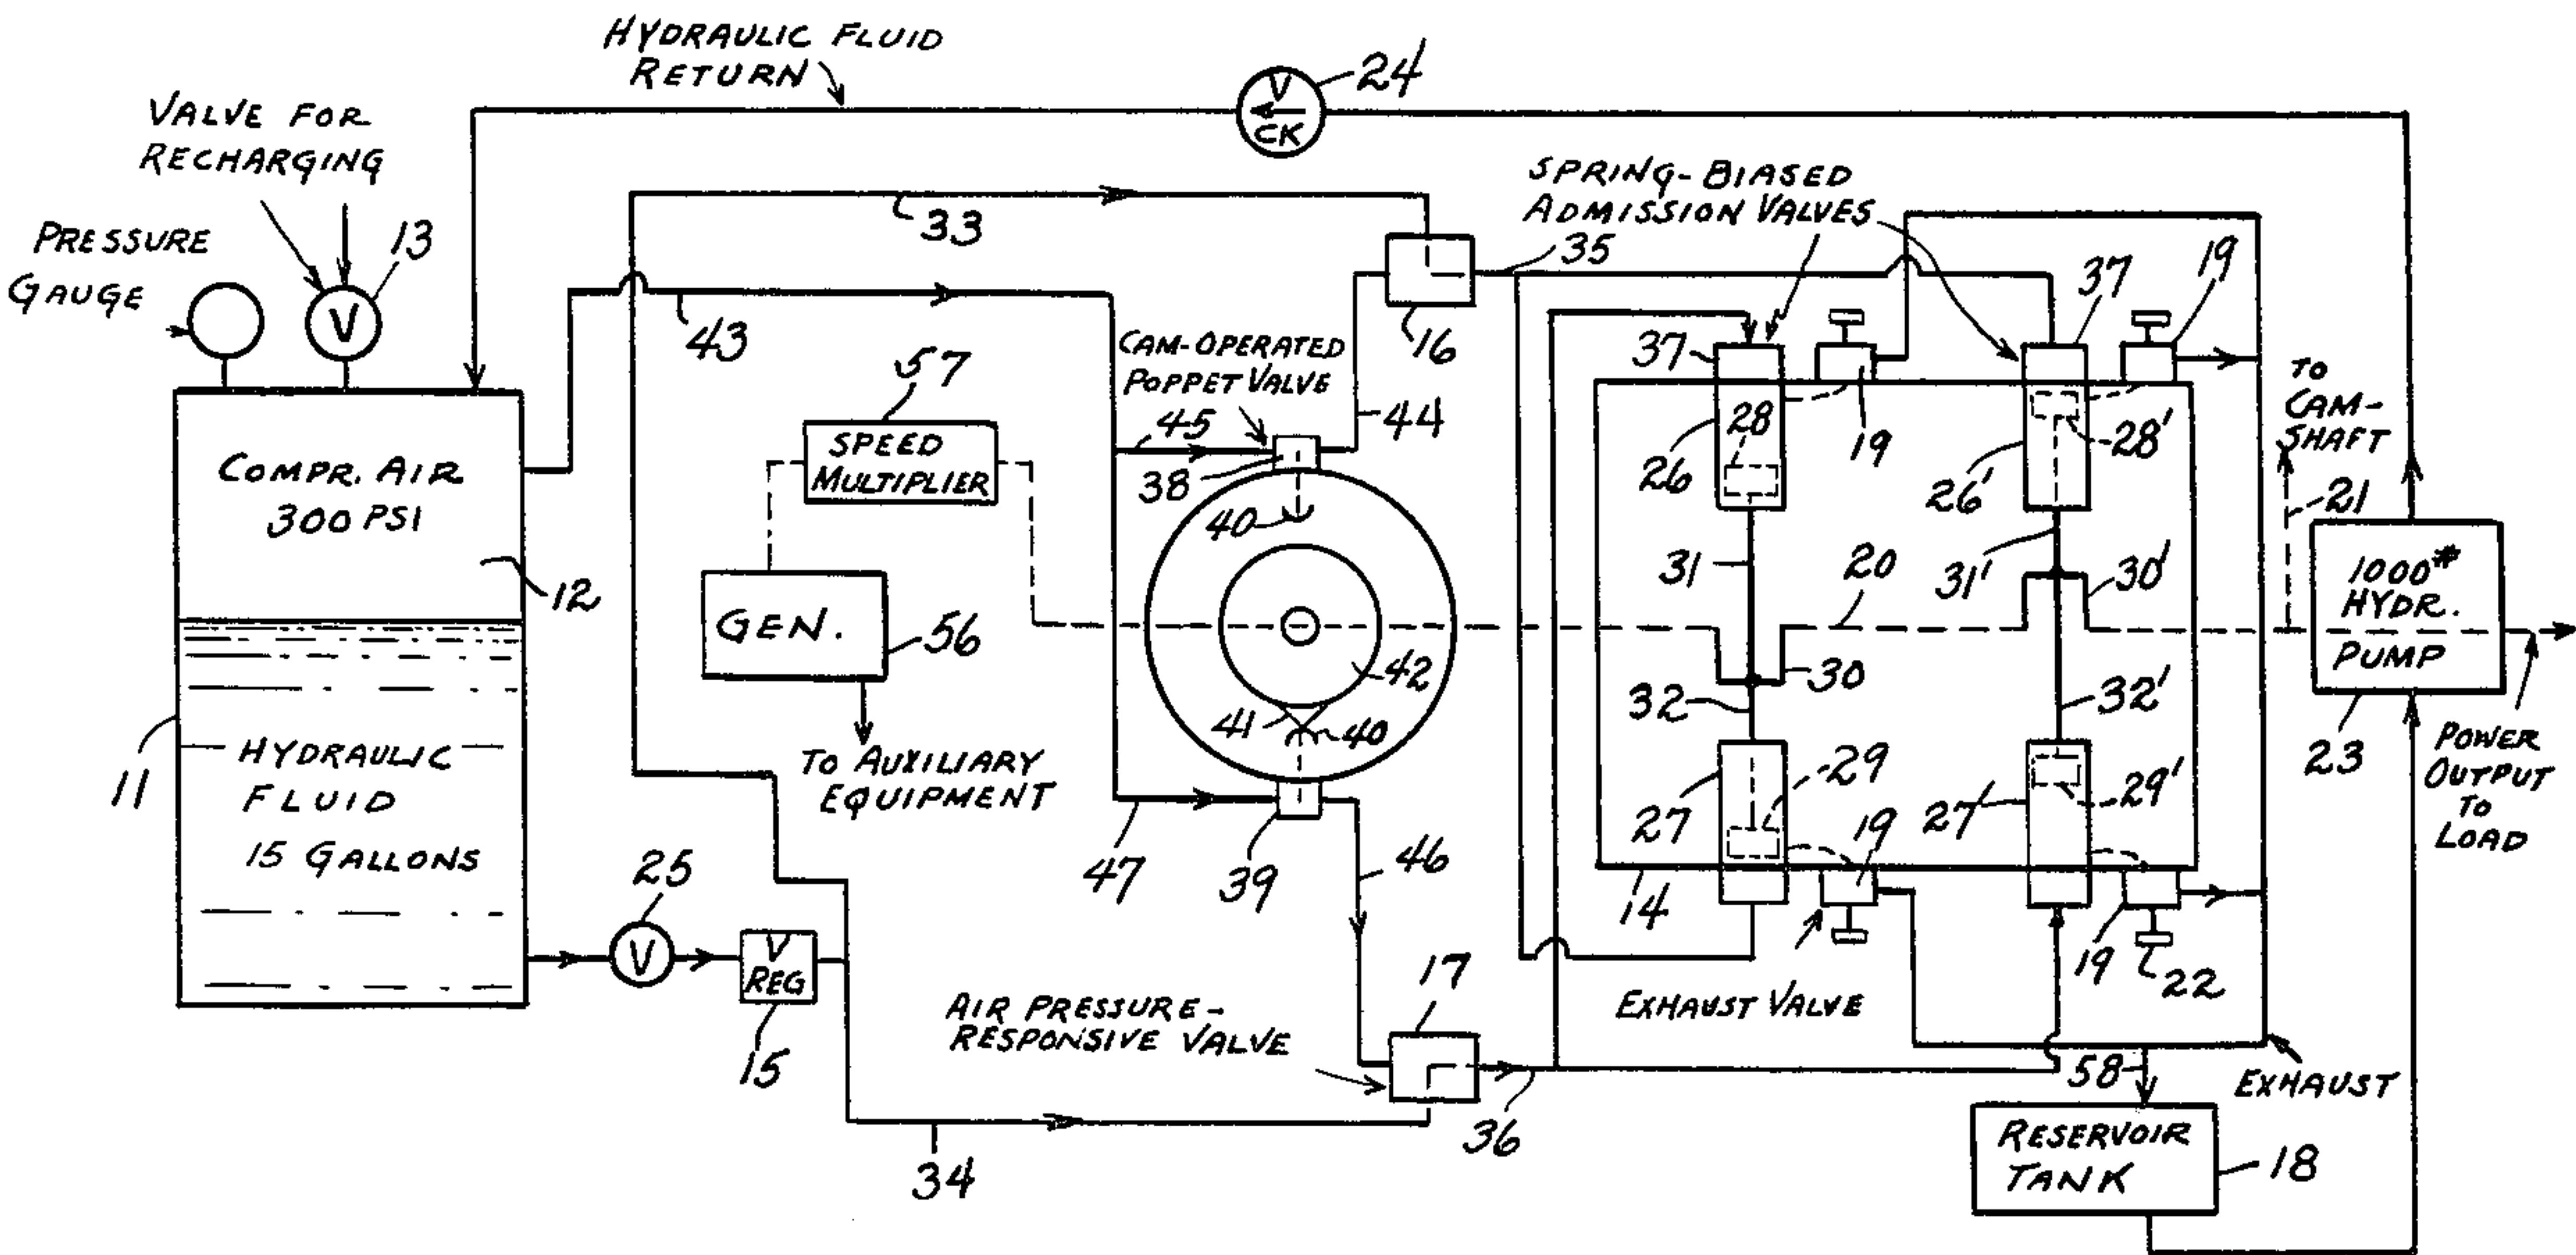 HYDRAULIC FLUID
RETURN
V
CK
24
VALVE FOR
RECHARGING
PRESSURE
GAUGE
13
V
33
43
SPRING-BIASED
ADMISSION VALVES
35
16
37
19
37
19
CAM-OPERATED
POPPET VALVE
45
38
44
57
SPEED
MULTIPLIER
COMPR. AIR
300 PSI
12
40
26
28
26'
28'
TO
CAM-
SHAFT
21
31
20
31'
30'
1000#
HYDR.
PUMP
GEN.
56
42
30
32
32'
41
40
23
POWER
OUTPUT
TO
LOAD
TO AUXILIARY
EQUIPMENT
11
HYDRAULIC
FLUID
15 GALLONS
27
29
27'
29'
47
39
46
14
19
19
22
25
V
V
REG
15
AIR PRESSURE-
RESPONSIVE VALVE
17
EXHAUST VALVE
58
EXHAUST
34
36
RESERVOIR
TANK
18